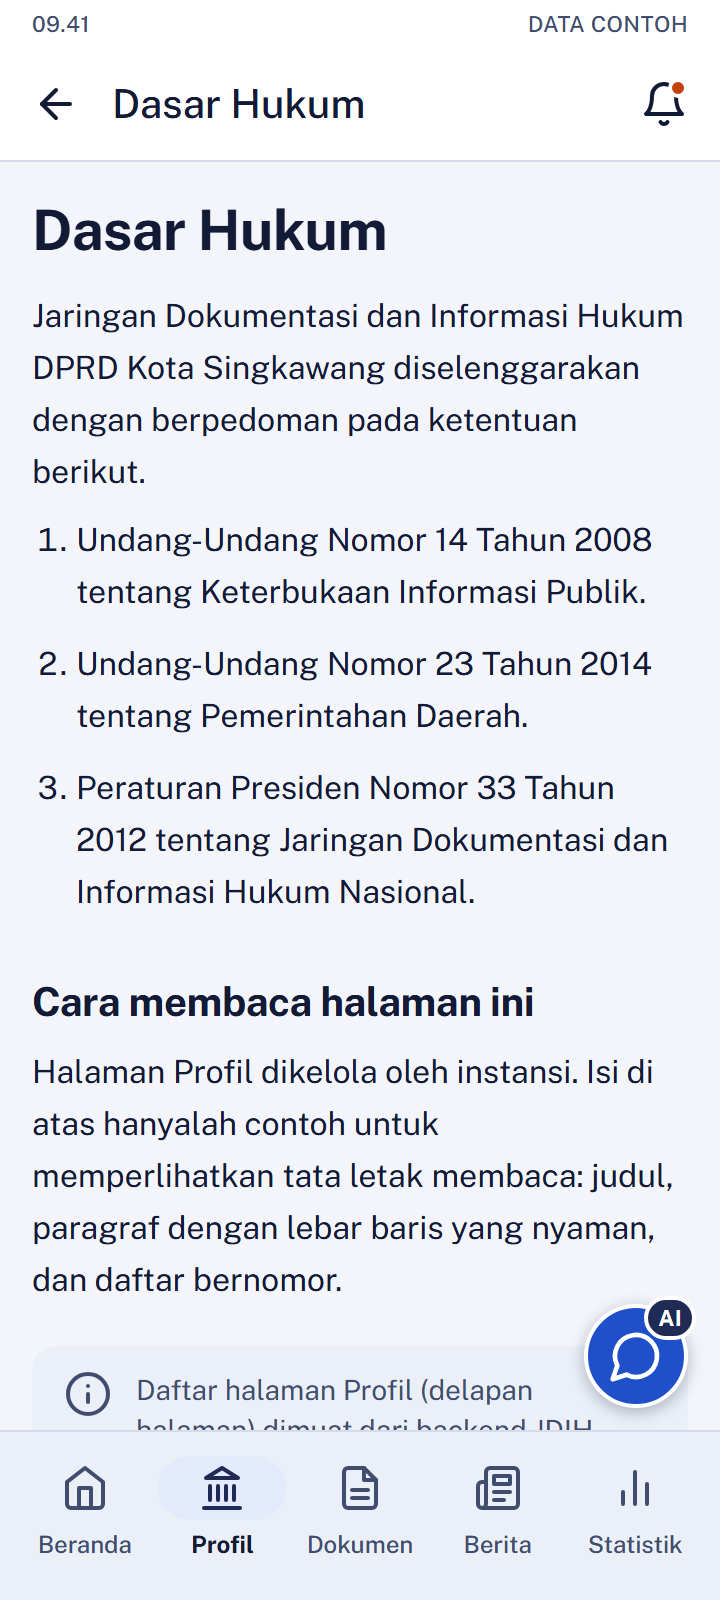 09.41
DATA CONTOH
Dasar Hukum
Dasar Hukum
Jaringan Dokumentasi dan Informasi Hukum
DPRD Kota Singkawang diselenggarakan
dengan berpedoman pada ketentuan
berikut.
1. Undang-Undang Nomor 14 Tahun 2008
tentang Keterbukaan Informasi Publik.
2. Undang-Undang Nomor 23 Tahun 2014
tentang Pemerintahan Daerah.
3. Peraturan Presiden Nomor 33 Tahun
2012 tentang Jaringan Dokumentasi dan
Informasi Hukum Nasional.
Cara membaca halaman ini
Halaman Profil dikelola oleh instansi. Isi di
atas hanyalah contoh untuk
memperlihatkan tata letak membaca: judul,
paragraf dengan lebar baris yang nyaman,
dan daftar bernomor.
AI
Daftar halaman Profil (delapan
halaman) dimuat dari backend JDIH
Beranda
Profil
Dokumen
Berita
Statistik